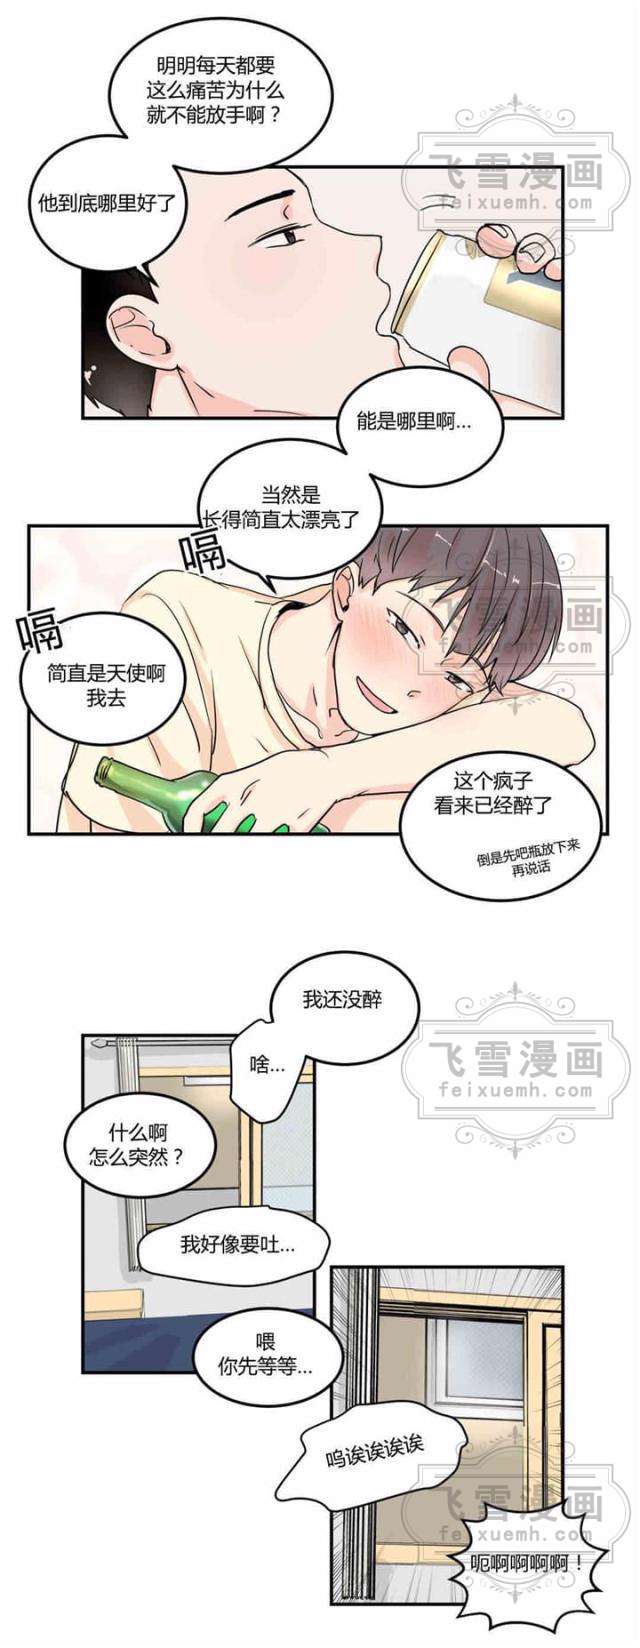 明明每天都要
这么痛苦为什么
就不能放手啊？
他到底哪里好了
飞雪漫画
feixuemh.com
能是哪里啊...
当然是
长得简直太漂亮了
嗝
嗝
简直是天使啊
我去
飞雪漫画
feixuemh.com
这个疯子
看来已经醉了
倒是先吧瓶放下来
再说话
我还没醉
啥...
飞雪漫画
feixuemh.com
什么啊
怎么突然？
我好像要吐...
喂
你先等等...
呜诶诶诶诶
飞雪漫画
feixuemh.com
呃啊啊啊啊！